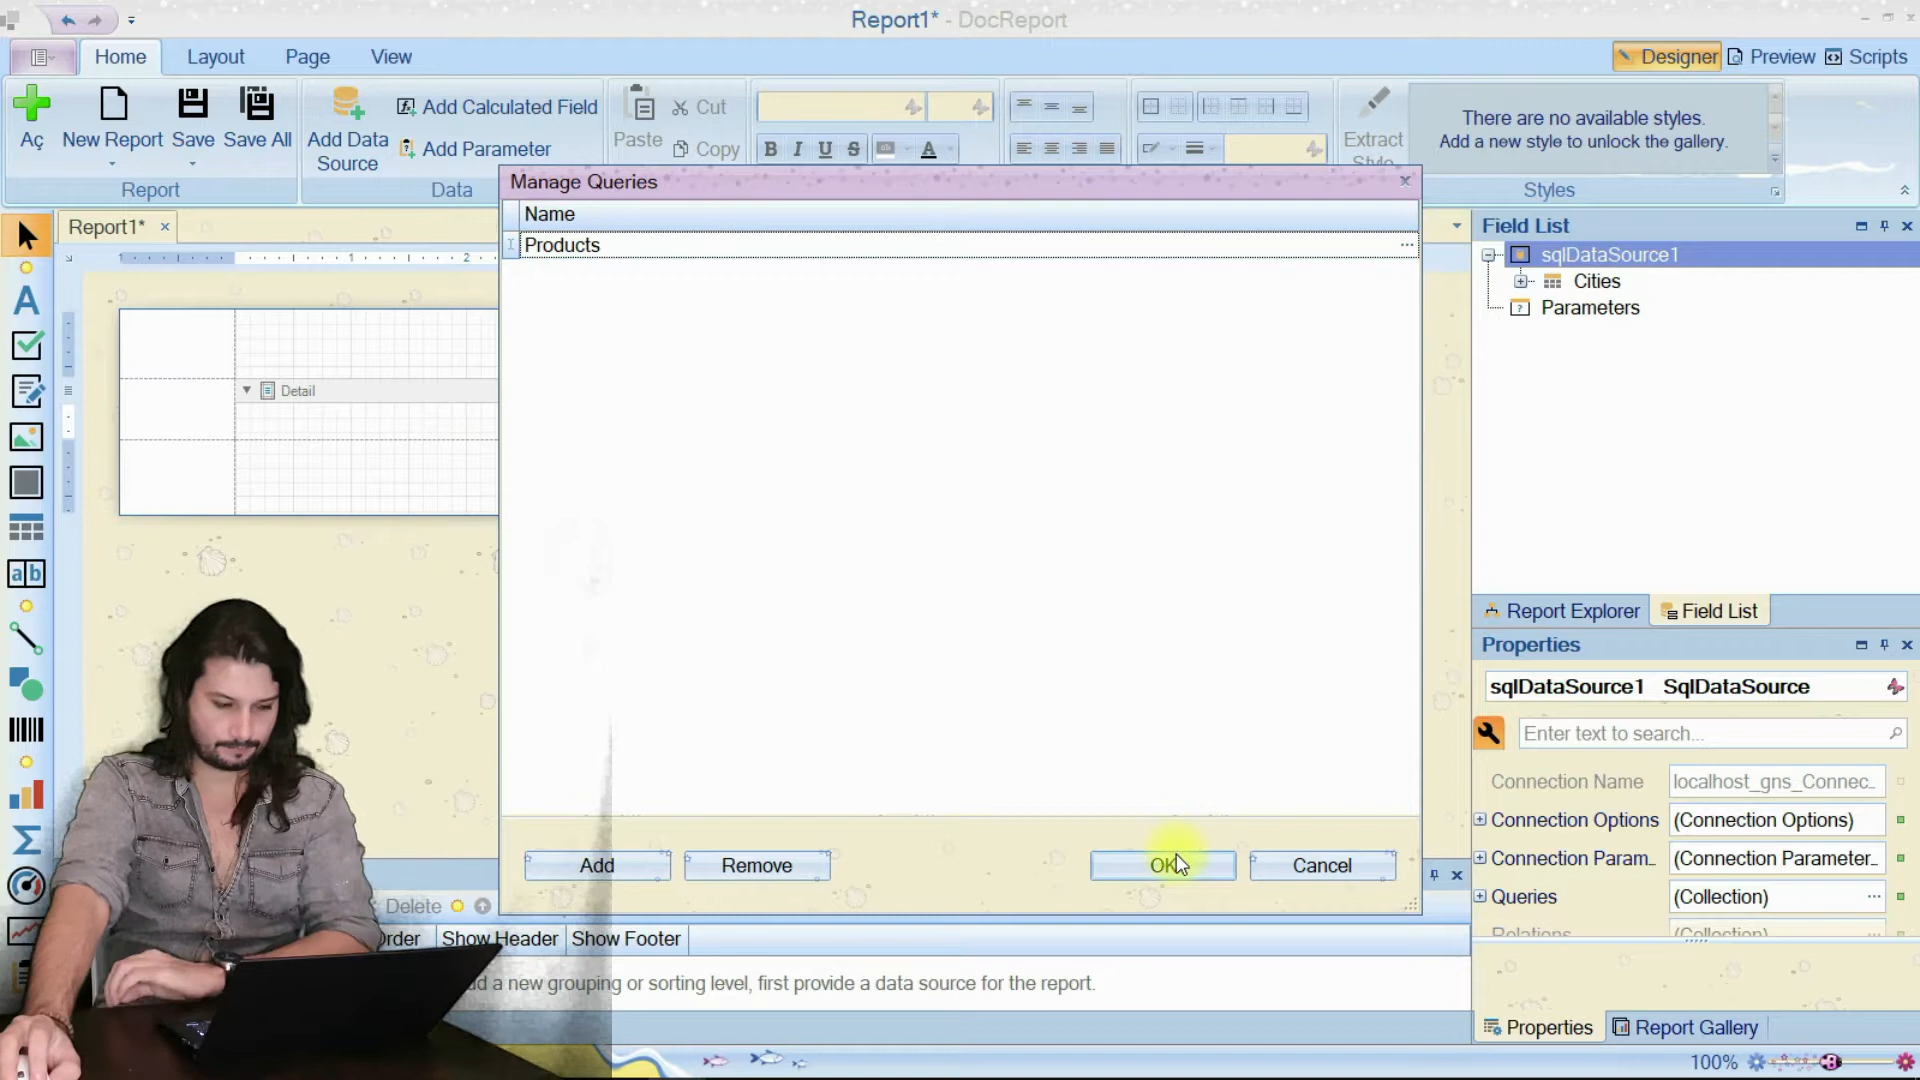 Report1* - DocReport
Home Layout Page View
Designer Preview Scripts
Aç New Report Save Save All
Report
Add Data Source
Add Calculated Field
Add Parameter
Data
Paste
Cut
Copy
B I U S A
Extract
There are no available styles.
Add a new style to unlock the gallery.
Styles
Report1*
1 1 2
Detail
Manage Queries
Name
Products
Add Remove OK Cancel
Field List
sqlDataSource1
Cities
Parameters
Report Explorer Field List
Properties
sqlDataSource1 SqlDataSource
Enter text to search...
Connection Name localhost_gns_Connec...
Connection Options (Connection Options)
Connection Param... (Connection Parameter...
Queries (Collection)
Relations (Collection)
Properties Report Gallery
Delete
Show Header Show Footer
a new grouping or sorting level, first provide a data source for the report.
100%